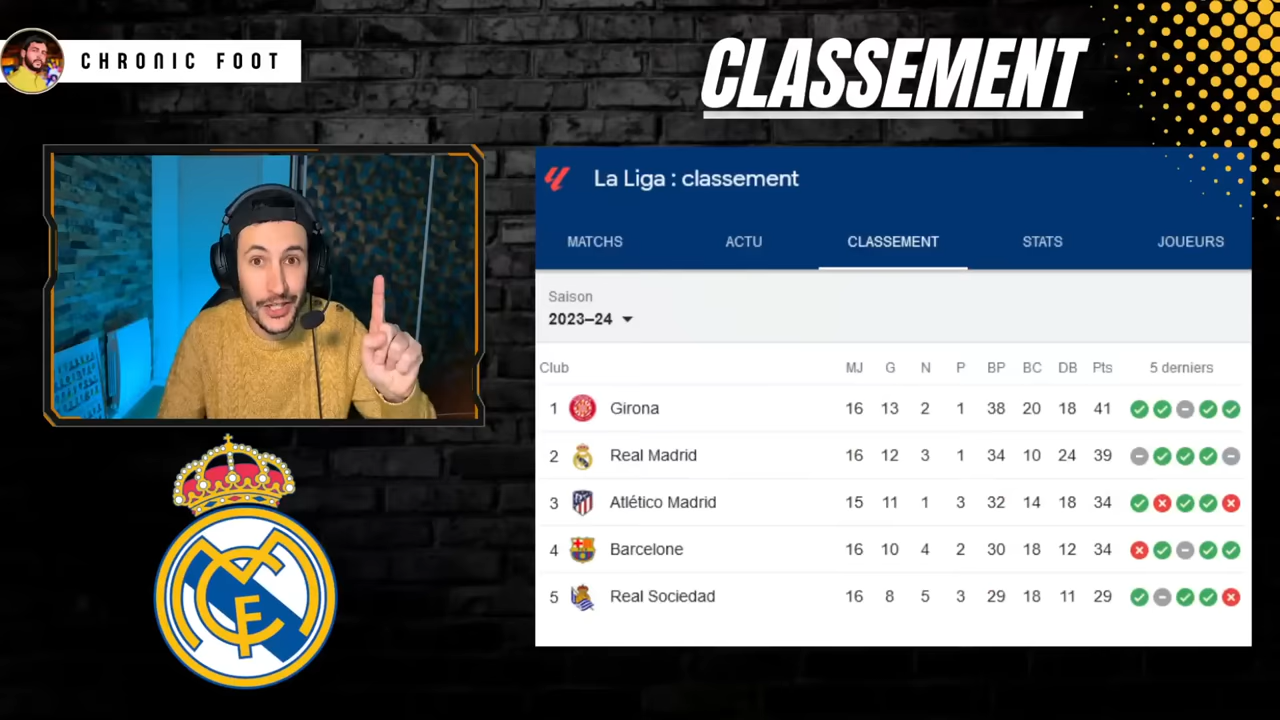 CHRONIC FOOT
CLASSEMENT
La Liga : classement
MATCHS ACTU CLASSEMENT STATS JOUEURS
Saison
2023–24
Club MJ G N P BP BC DB Pts 5 derniers
1 Girona 16 13 2 1 38 20 18 41
2 Real Madrid 16 12 3 1 34 10 24 39
3 Atlético Madrid 15 11 1 3 32 14 18 34
4 Barcelone 16 10 4 2 30 18 12 34
5 Real Sociedad 16 8 5 3 29 18 11 29